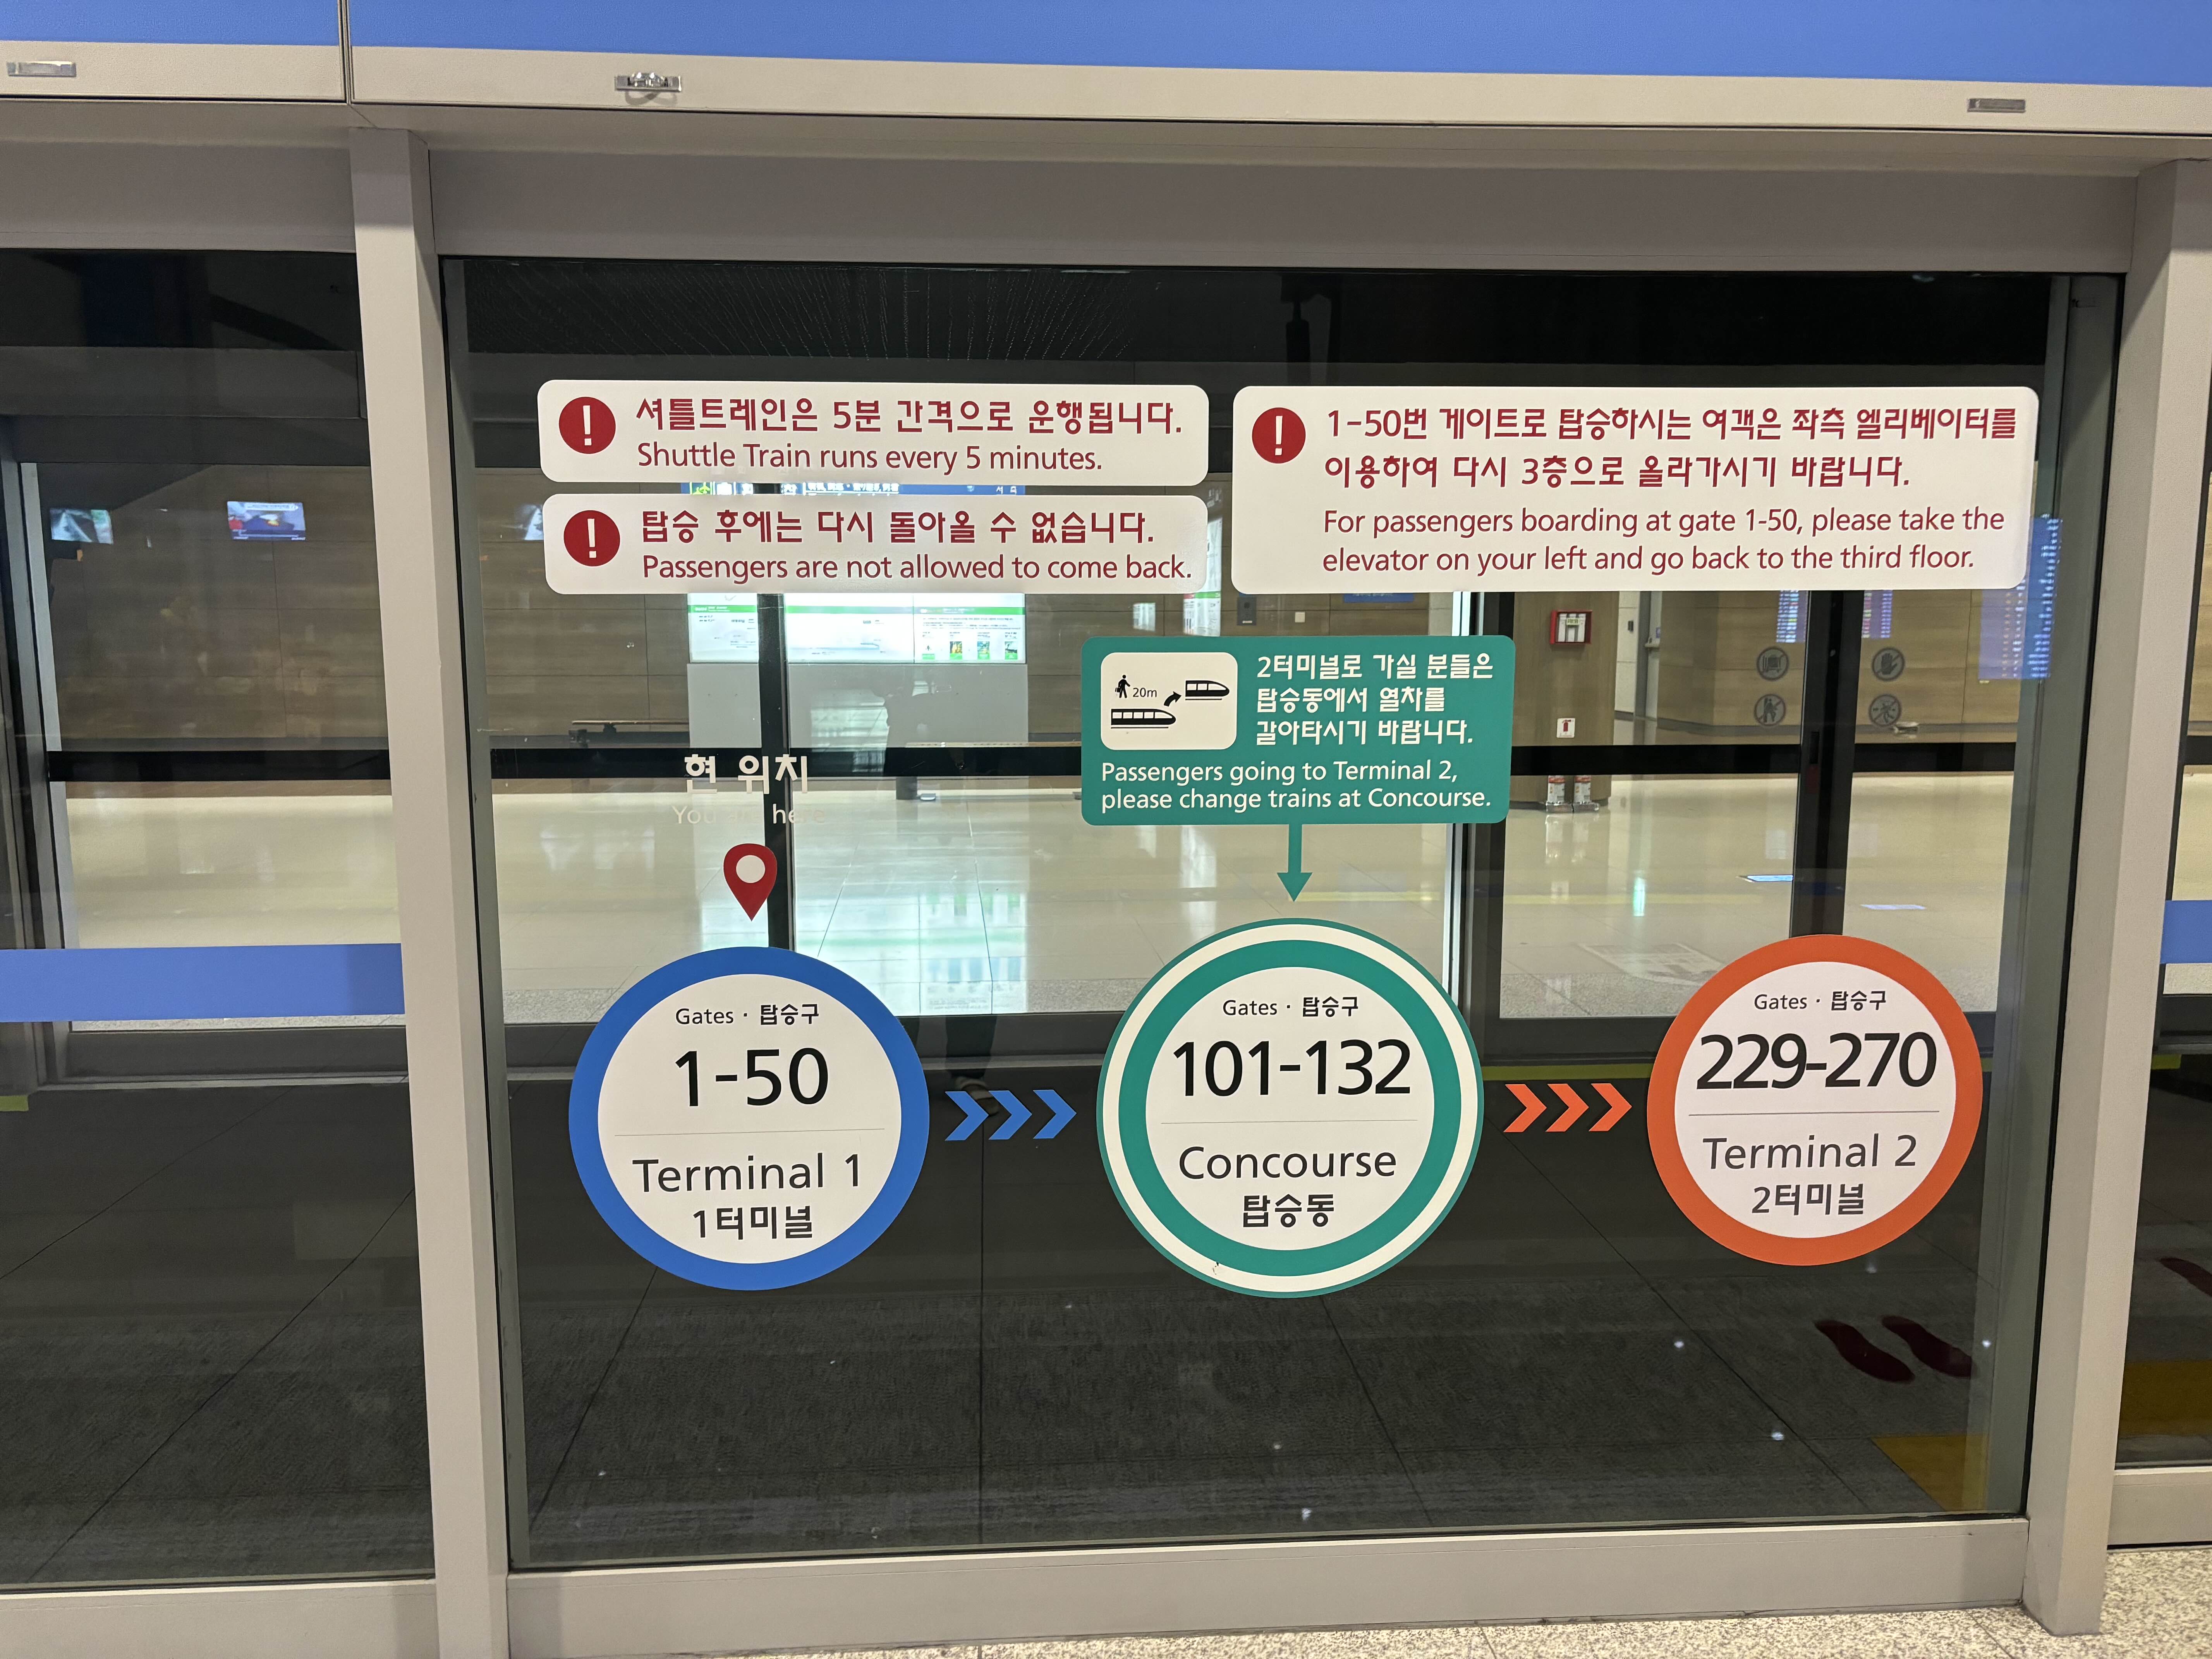 셔틀트레인은 5분 간격으로 운행됩니다.
Shuttle Train runs every 5 minutes.
탑승 후에는 다시 돌아올 수 없습니다.
Passengers are not allowed to come back.
1-50번 게이트로 탑승하시는 여객은 좌측 엘리베이터를
이용하여 다시 3층으로 올라가시기 바랍니다.
For passengers boarding at gate 1-50, please take the
elevator on your left and go back to the third floor.
20m
2터미널로 가실 분들은
탑승동에서 열차를
갈아타시기 바랍니다.
Passengers going to Terminal 2,
please change trains at Concourse.
현 위치
You are here
Gates · 탑승구
1-50
Terminal 1
1터미널
Gates · 탑승구
101-132
Concourse
탑승동
Gates · 탑승구
229-270
Terminal 2
2터미널